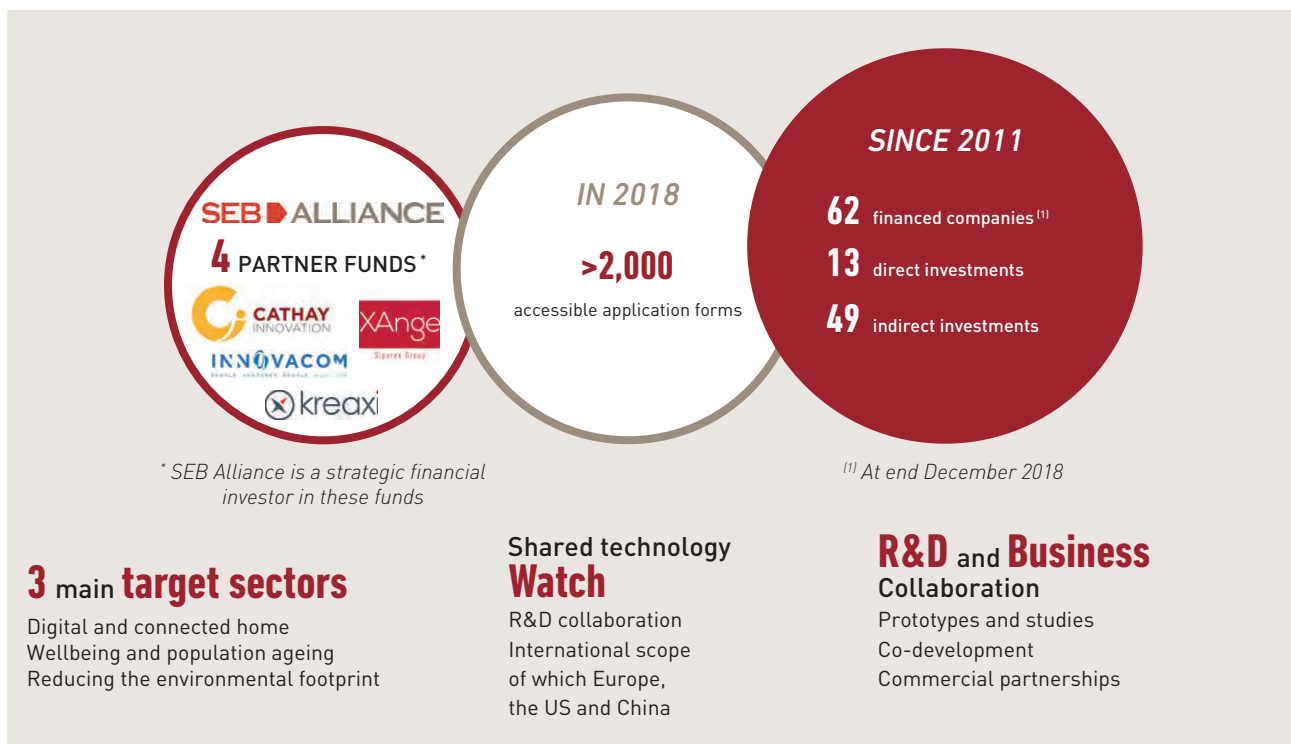 SEB ALLIANCE
4 PARTNER FUNDS *
CATHAY
INNOVATION
XAnge
Siparex Group
INNOVACOM
kreaxi
* SEB Alliance is a strategic financial
investor in these funds
IN 2018
>2,000
accessible application forms
SINCE 2011
62 financed companies (1)
13 direct investments
49 indirect investments
(1) At end December 2018
3 main target sectors
Digital and connected home
Wellbeing and population ageing
Reducing the environmental footprint
Shared technology
Watch
R&D collaboration
International scope
of which Europe,
the US and China
R&D and Business
Collaboration
Prototypes and studies
Co-development
Commercial partnerships